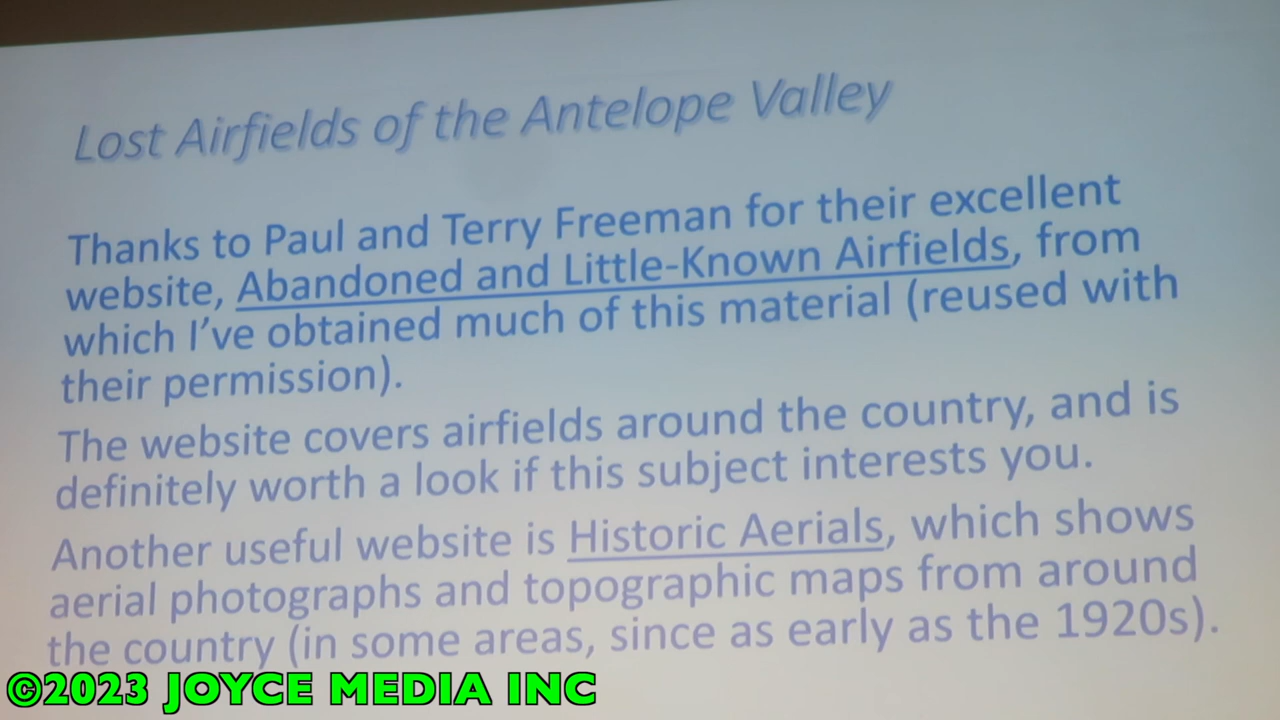 Lost Airfields of the Antelope Valley
Thanks to Paul and Terry Freeman for their excellent
website, Abandoned and Little-Known Airfields, from
which I’ve obtained much of this material (reused with
their permission).
The website covers airfields around the country, and is
definitely worth a look if this subject interests you.
Another useful website is Historic Aerials, which shows
aerial photographs and topographic maps from around
the country (in some areas, since as early as the 1920s).
©2023 JOYCE MEDIA INC